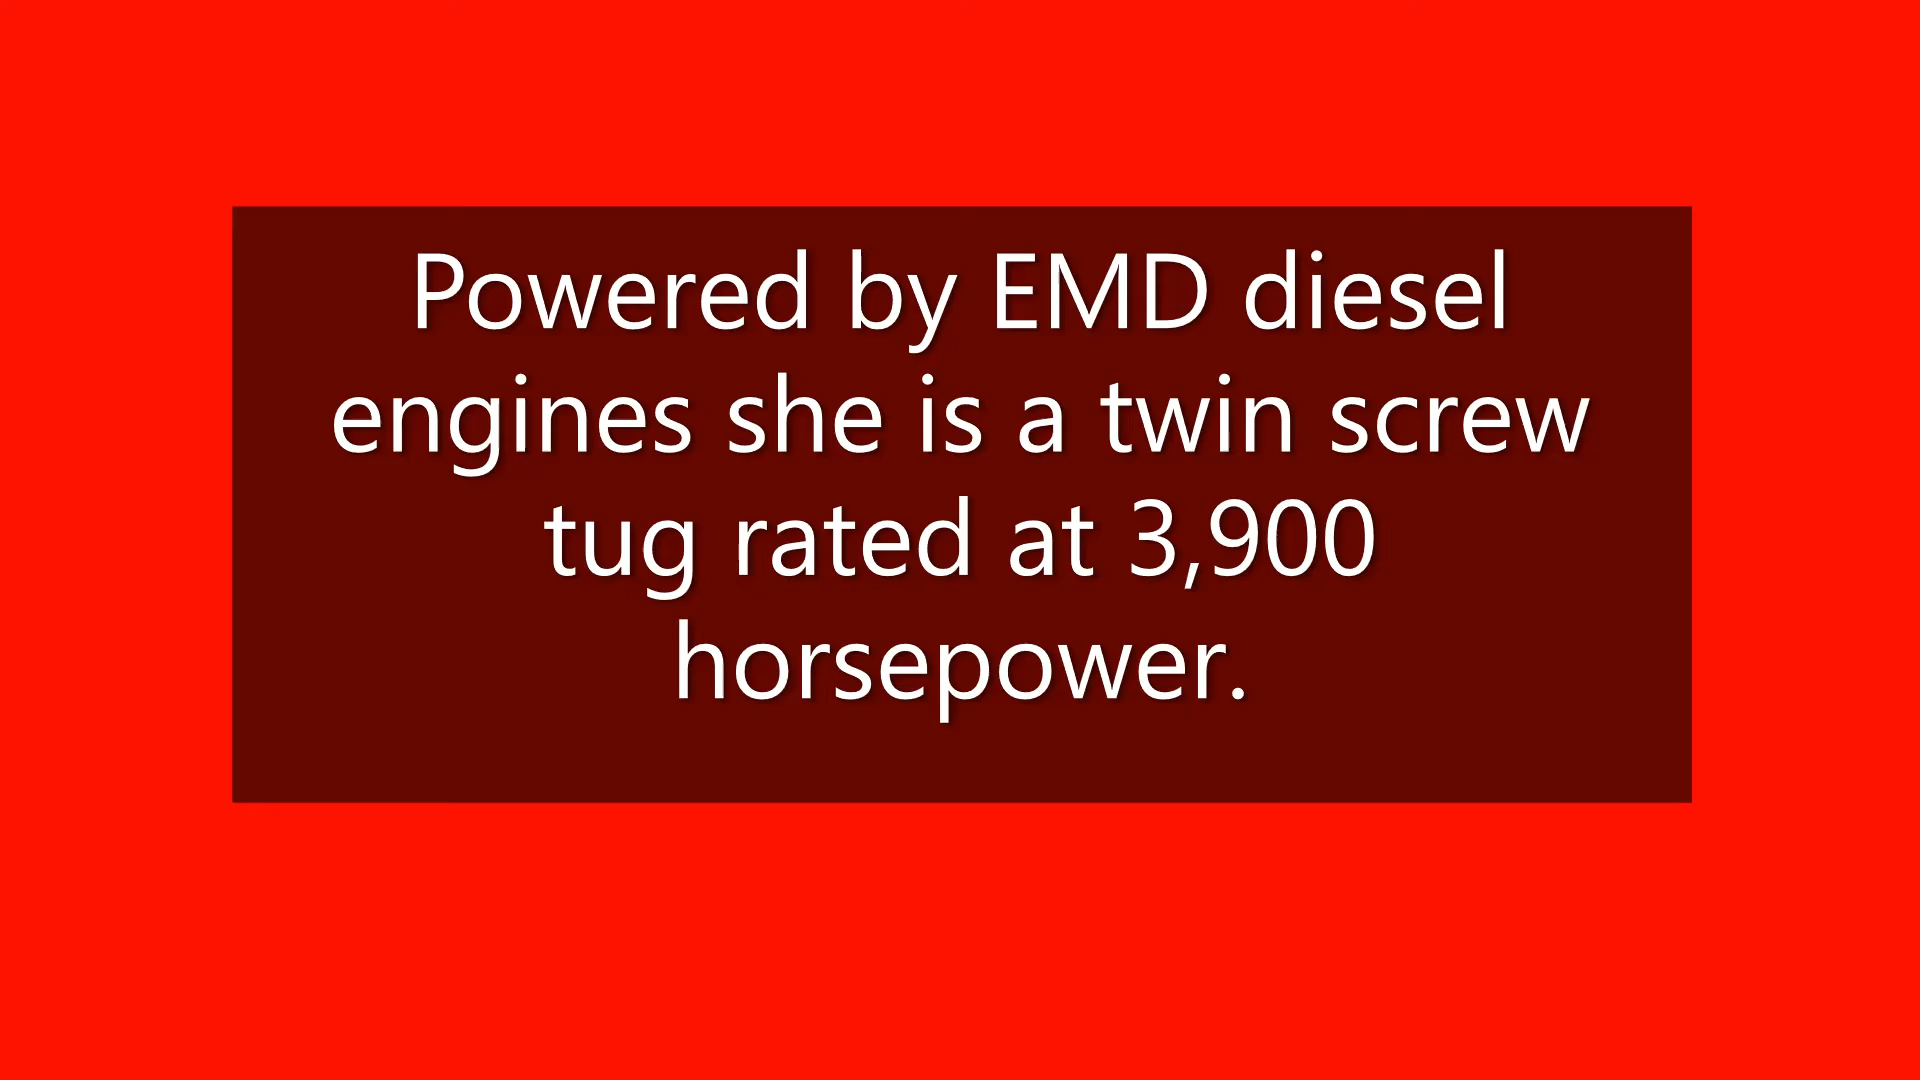 Powered by EMD diesel
engines she is a twin screw
tug rated at 3,900
horsepower.